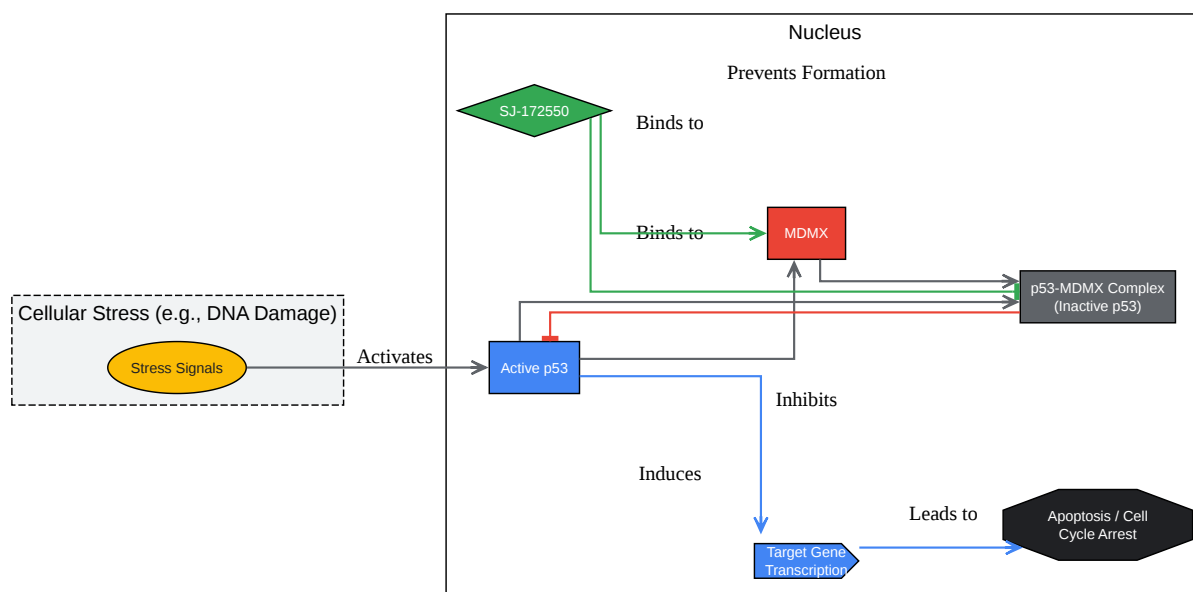 Nucleus
Prevents Formation
SJ-172550
Binds to
Binds to
MDMX
p53-MDMX Complex
(Inactive p53)
Cellular Stress (e.g., DNA Damage)
Stress Signals
Activates
Active p53
Inhibits
Induces
Leads to
Apoptosis / Cell
Cycle Arrest
Target Gene
Transcription